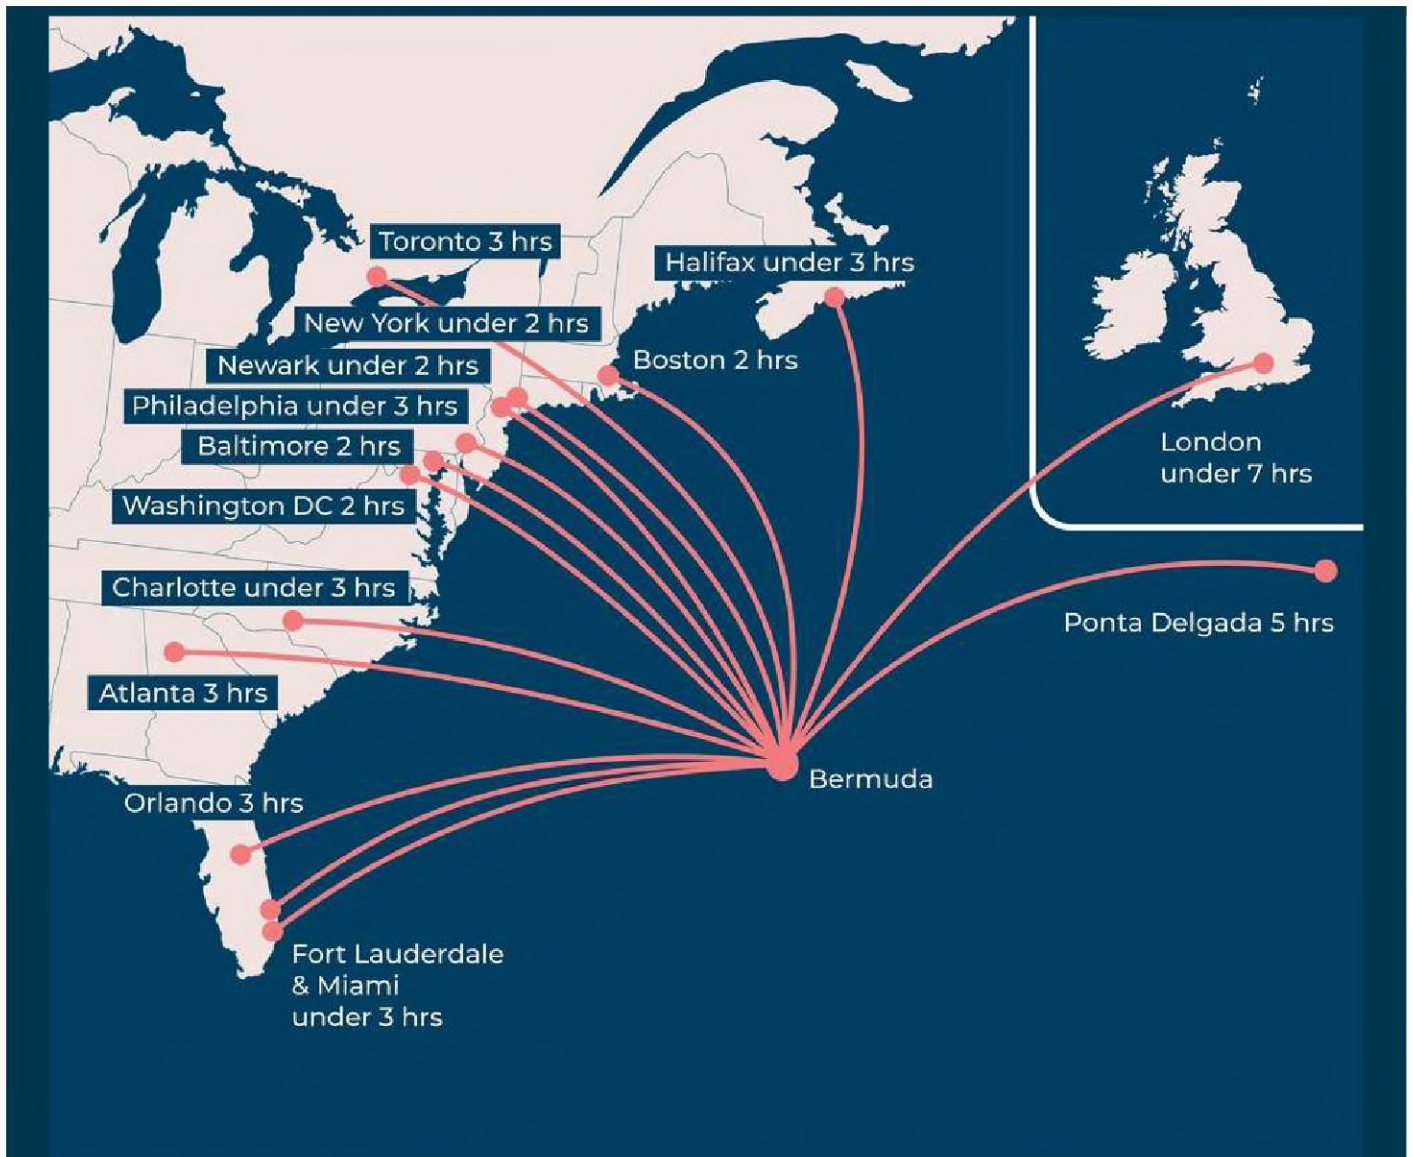 Toronto 3 hrs
Halifax under 3 hrs
New York under 2 hrs
Newark under 2 hrs
Boston 2 hrs
Philadelphia under 3 hrs
Baltimore 2 hrs
Washington DC 2 hrs
London
under 7 hrs
Charlotte under 3 hrs
Ponta Delgada 5 hrs
Atlanta 3 hrs
Bermuda
Orlando 3 hrs
Fort Lauderdale
& Miami
under 3 hrs